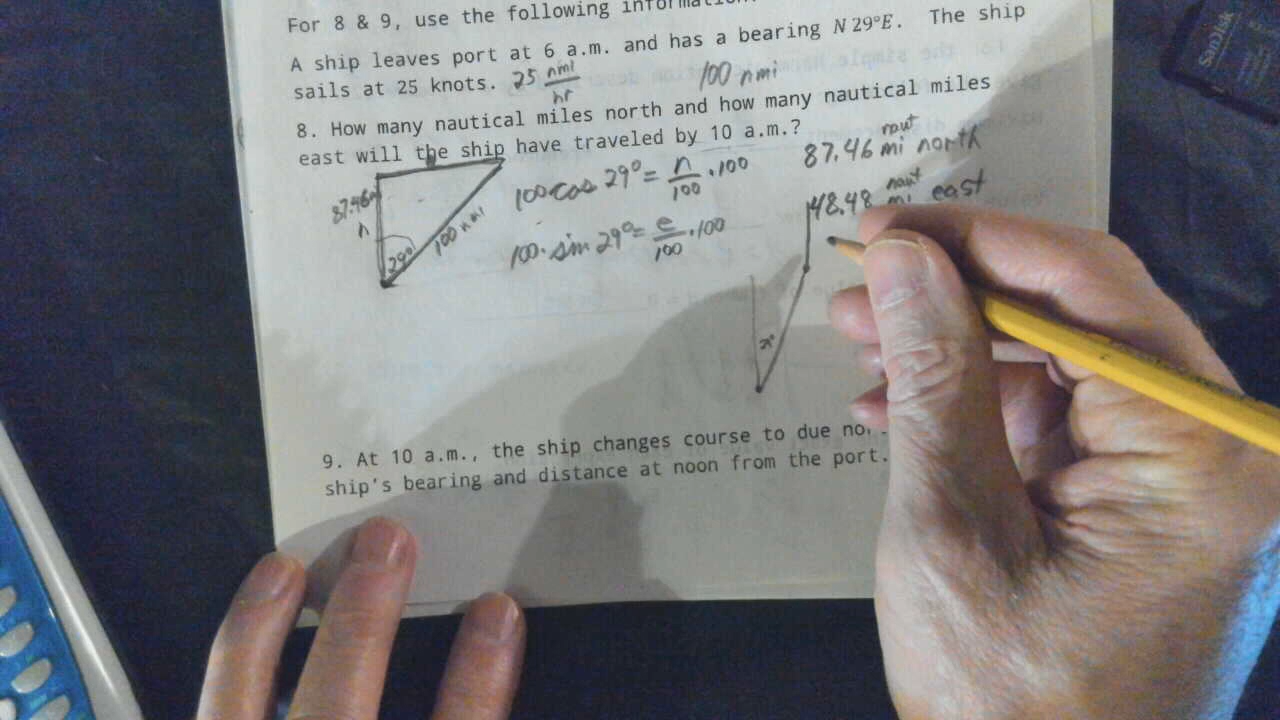 For 8 & 9, use the following information.
A ship leaves port at 6 a.m. and has a bearing N 29°E. The ship
sails at 25 knots. 25 nmi/hr 100 nmi
8. How many nautical miles north and how many nautical miles
east will the ship have traveled by 10 a.m.?
87.46 naut mi north
48.48 naut mi east
100·cos 29° = n/100 ·100
100· sin 29° = e/100 ·100
87.46
n
29°
100 nmi
9. At 10 a.m., the ship changes course to due
ship's bearing and distance at noon from the port.
SanDisk